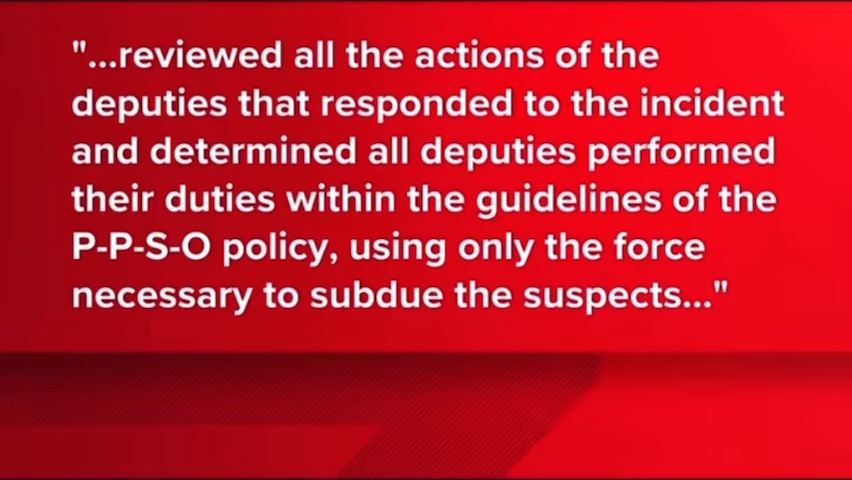 "...reviewed all the actions of the
deputies that responded to the incident
and determined all deputies performed
their duties within the guidelines of the
P-P-S-O policy, using only the force
necessary to subdue the suspects..."